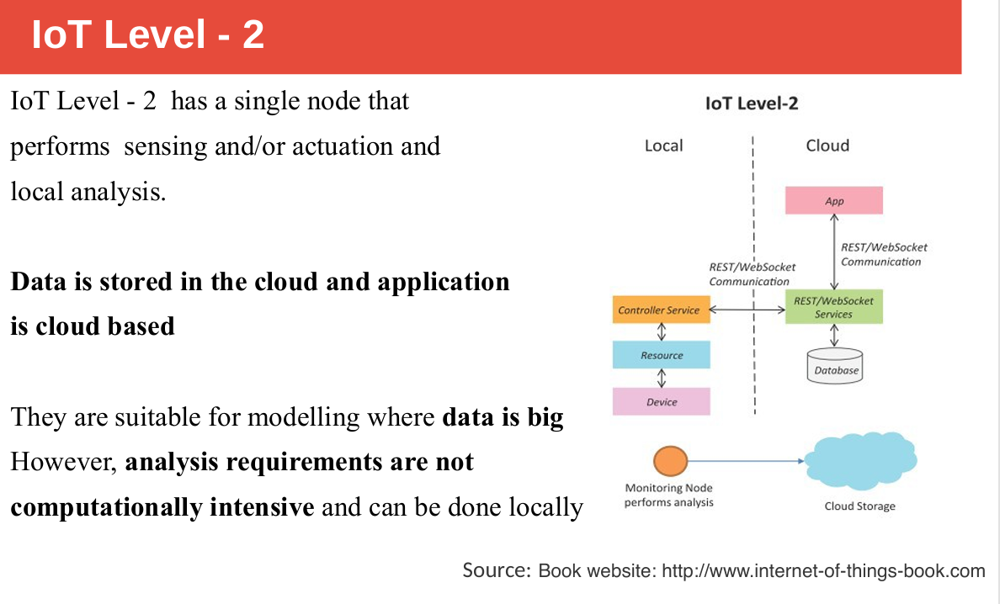 IoT Level - 2
IoT Level - 2 has a single node that
performs sensing and/or actuation and
local analysis.
Data is stored in the cloud and application
is cloud based
They are suitable for modelling where data is big
However, analysis requirements are not
computationally intensive and can be done locally
IoT Level-2
Local
Cloud
App
REST/WebSocket
Communication
REST/WebSocket
Communication
Controller Service
REST/WebSocket
Services
Resource
Database
Device
Monitoring Node
performs analysis
Cloud Storage
Source: Book website: http://www.internet-of-things-book.com